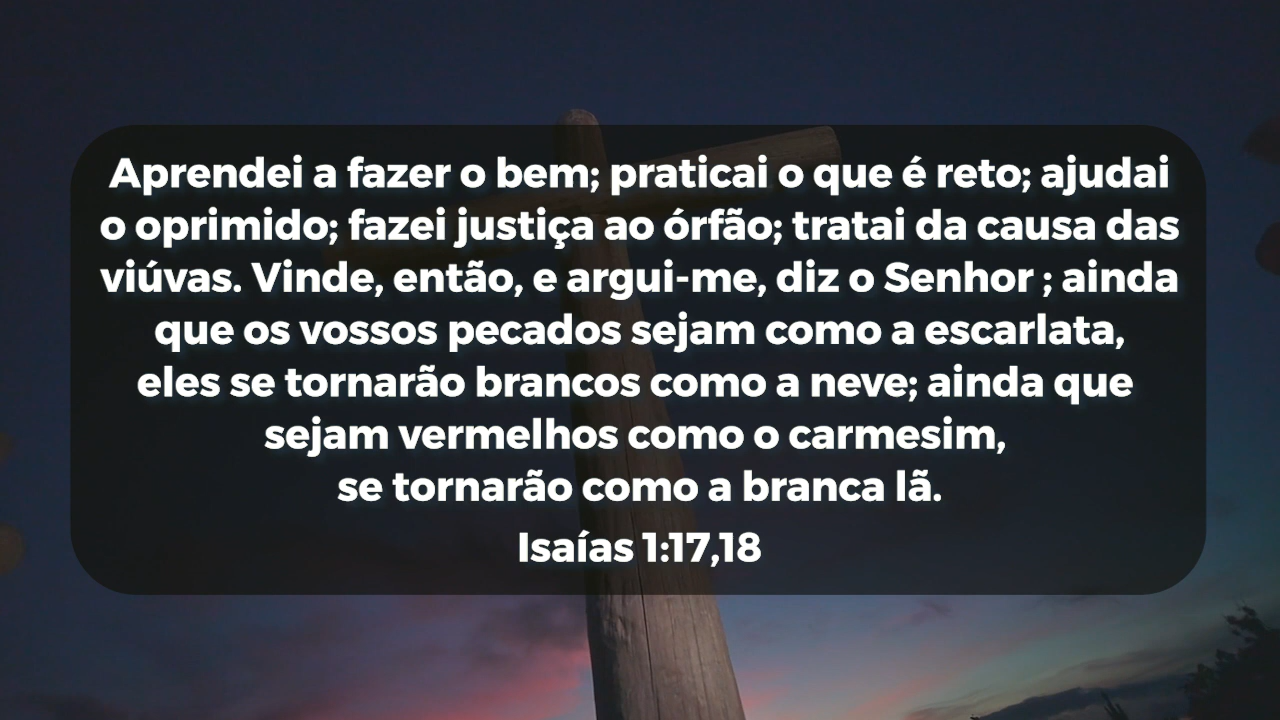 Aprendei a fazer o bem; praticai o que é reto; ajudai
o oprimido; fazei justiça ao órfão; tratai da causa das
viúvas. Vinde, então, e argui-me, diz o Senhor ; ainda
que os vossos pecados sejam como a escarlata,
eles se tornarão brancos como a neve; ainda que
sejam vermelhos como o carmesim,
se tornarão como a branca lã.
Isaías 1:17,18